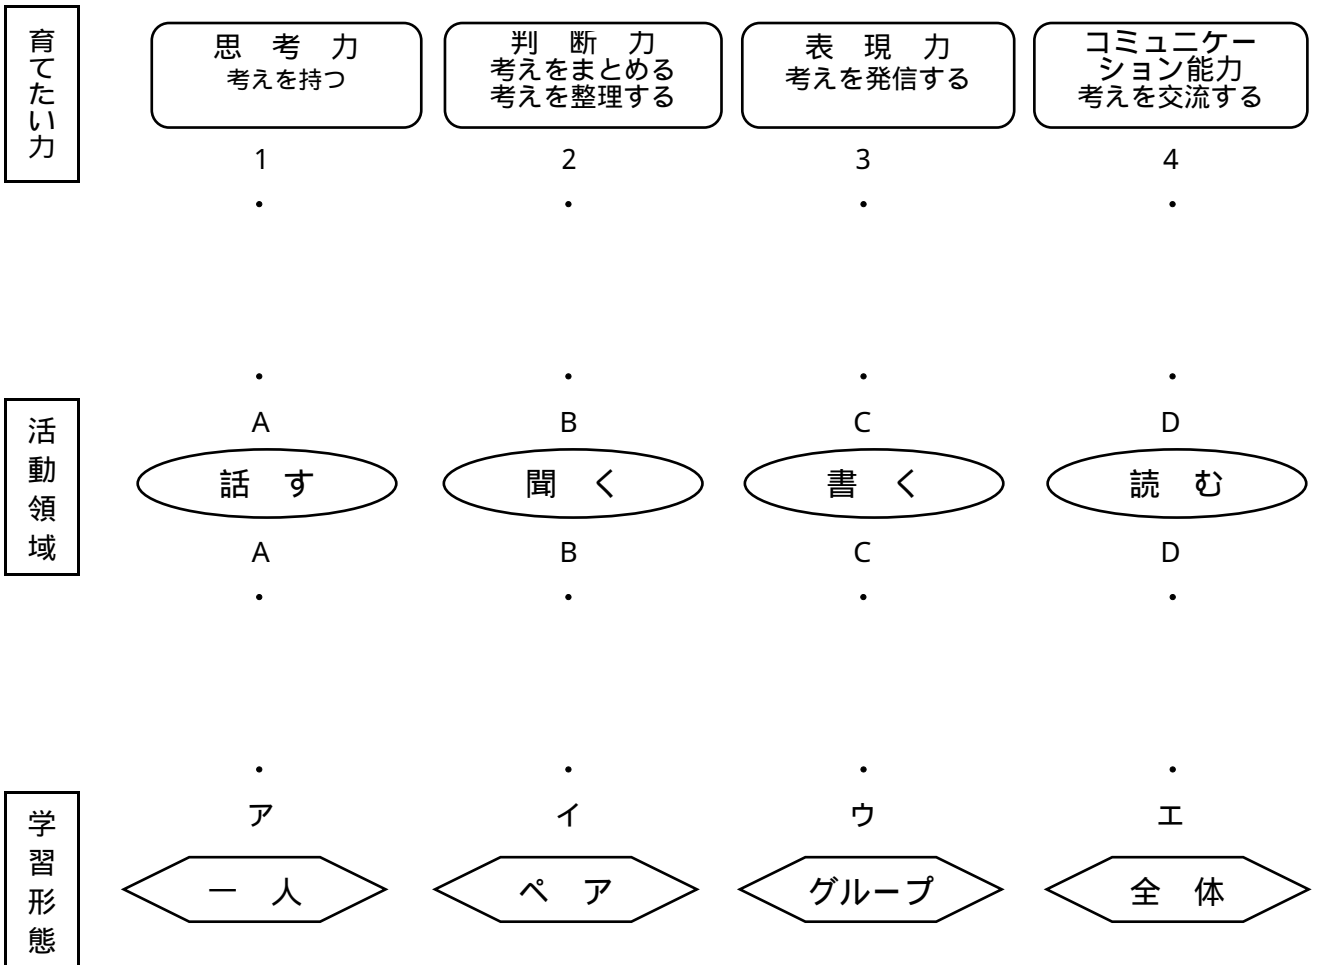 育てたい力
思 考 力
考えを持つ
判 断 力
考えをまとめる
考えを整理する
表 現 力
考えを発信する
コミュニケー
ション能力
考えを交流する
1 2 3 4
・ ・ ・ ・
・ ・ ・ ・
A B C D
活動領域
話 す 聞 く 書 く 読 む
A B C D
・ ・ ・ ・
・ ・ ・ ・
ア イ ウ エ
学習形態
一 人 ペ ア グループ 全 体